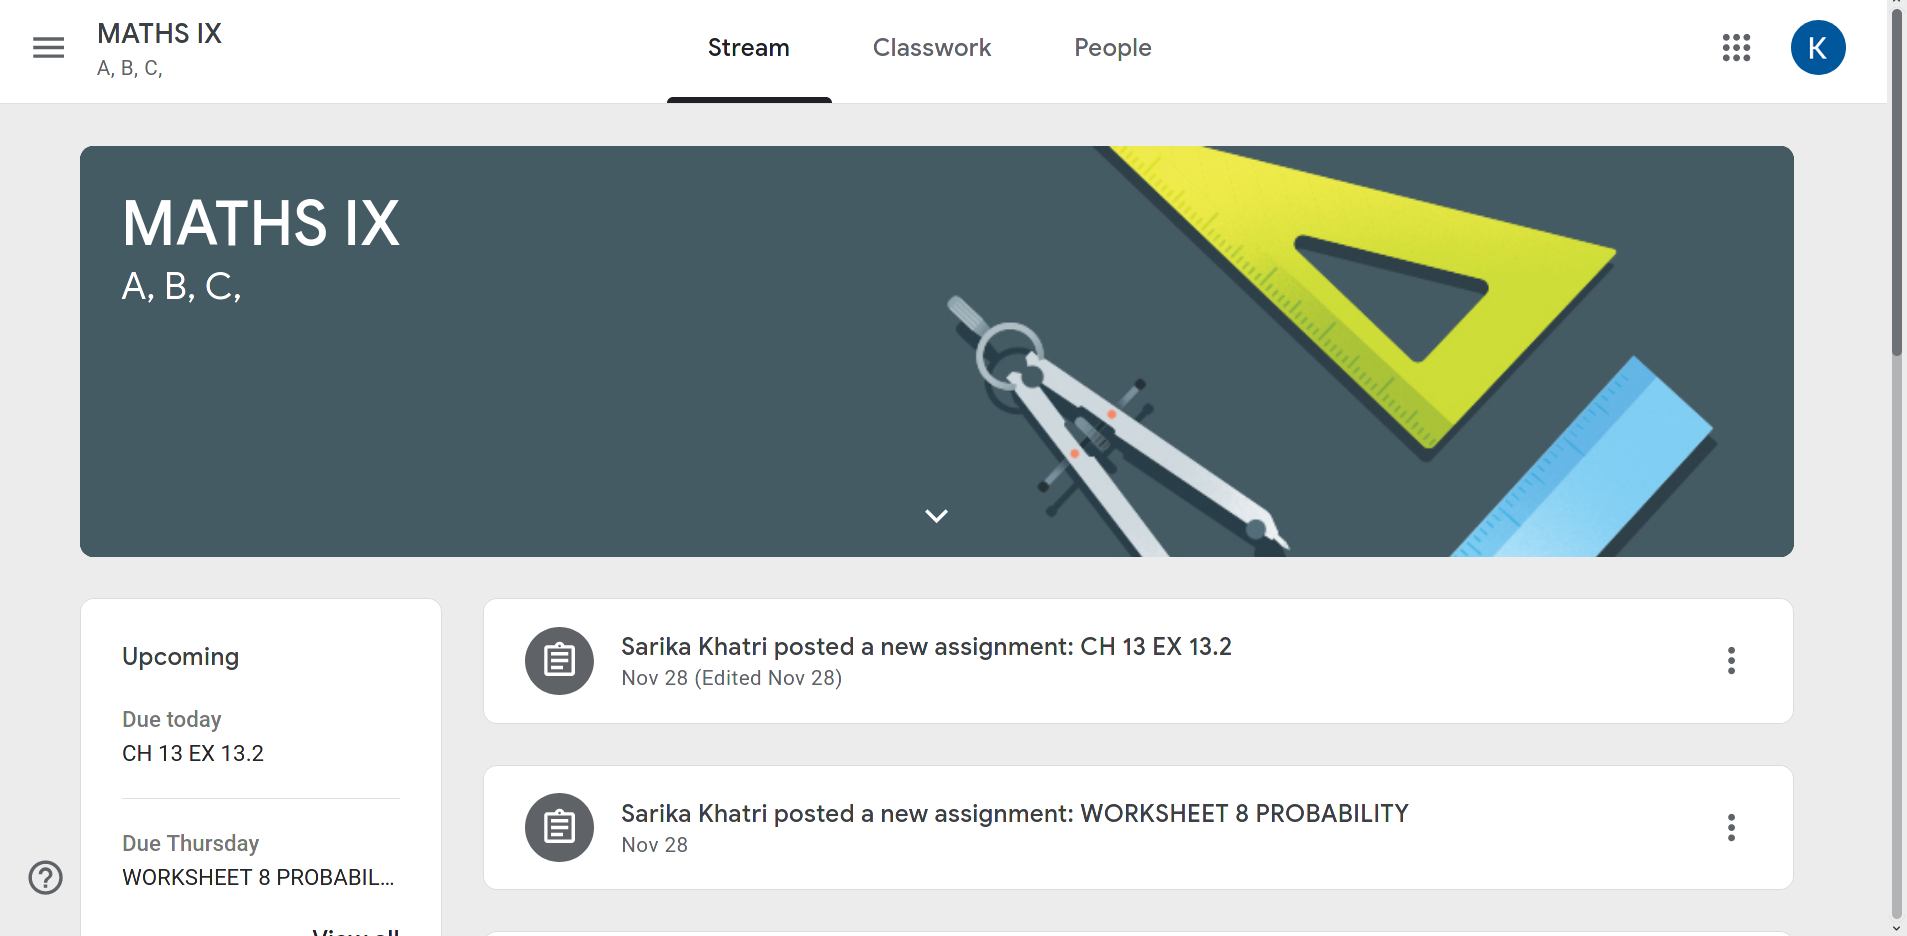 MATHS IX
A, B, C,
Stream
Classwork
People
K
MATHS IX
A, B, C,
Upcoming
Due today
CH 13 EX 13.2
Due Thursday
WORKSHEET 8 PROBABIL...
View all
Sarika Khatri posted a new assignment: CH 13 EX 13.2
Nov 28 (Edited Nov 28)
Sarika Khatri posted a new assignment: WORKSHEET 8 PROBABILITY
Nov 28